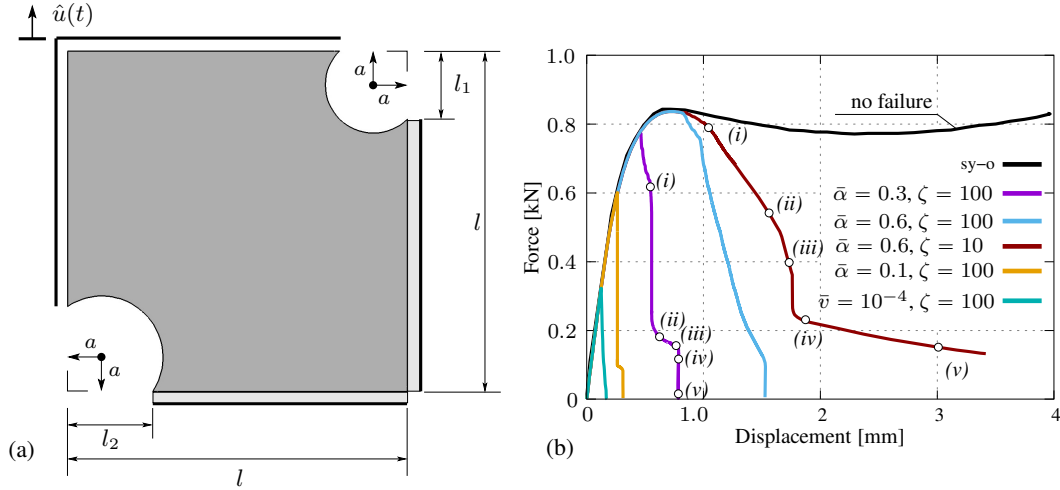 û(t)
a
a
l₁
l
a
a
l₂
l
(a)
Force [kN]
1.0
0.8
0.6
0.4
0.2
0
0
1.0
2
3
4
Displacement [mm]
(b)
no failure
sy–o
ᾱ = 0.3, ζ = 100
ᾱ = 0.6, ζ = 100
ᾱ = 0.6, ζ = 10
ᾱ = 0.1, ζ = 100
v̄ = 10⁻⁴, ζ = 100
(i)
(i)
(ii)
(iii)
(ii)
(iii)
(iv)
(iv)
(v)
(v)